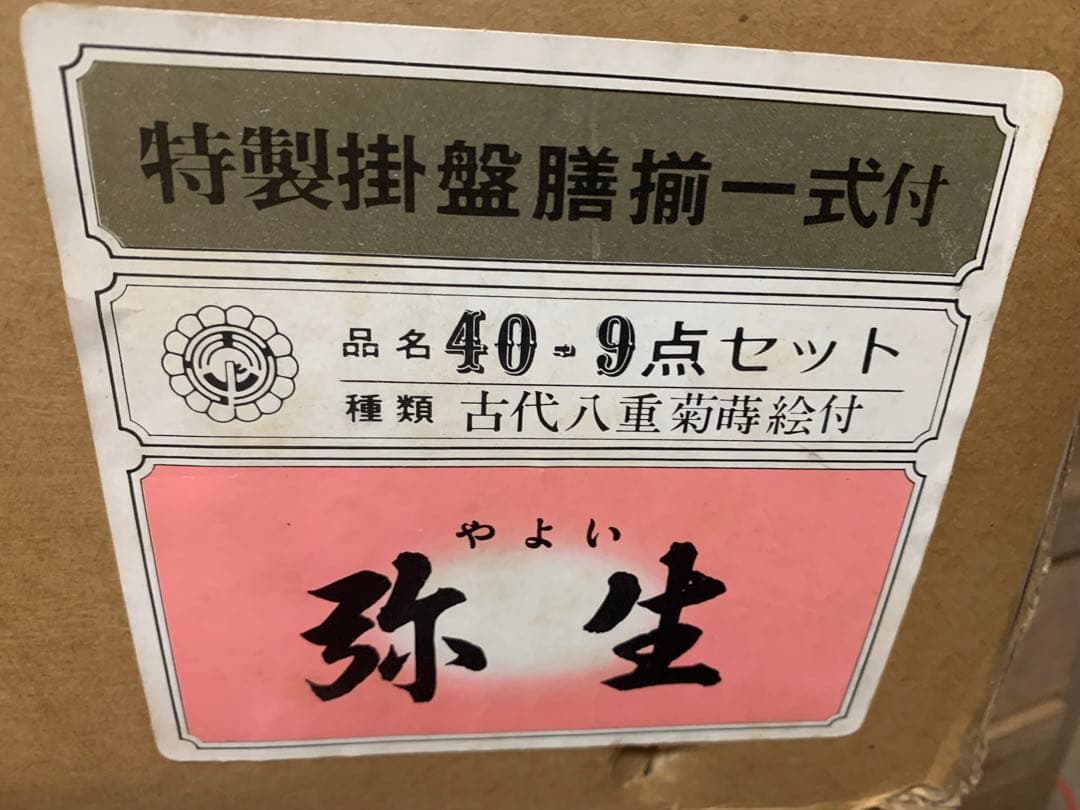 特製掛盤膳揃一式付
品名 40-9点セット
種類 古代八重菊蒔絵付
やよい
弥生